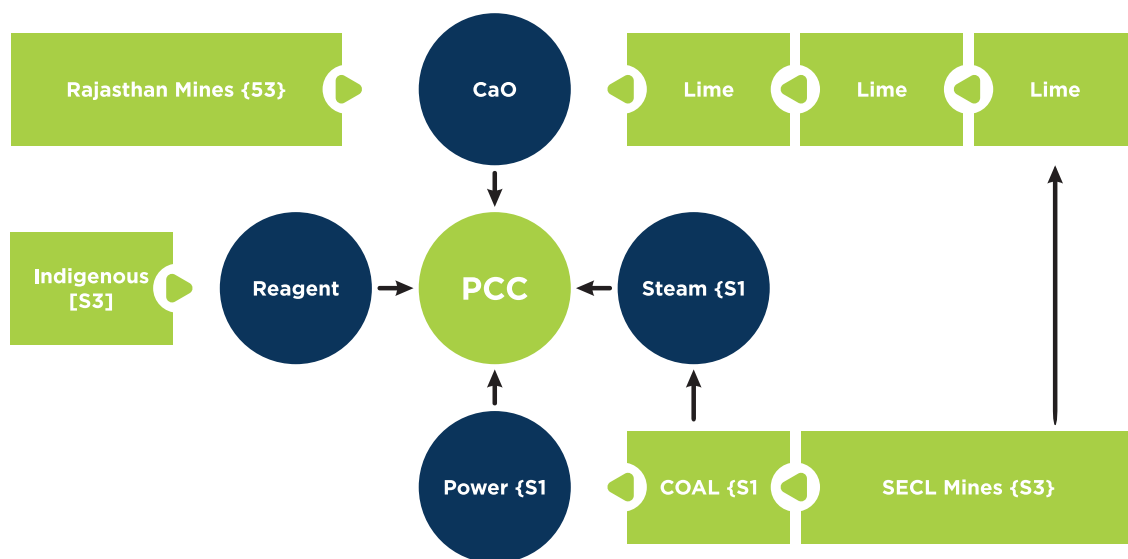 Rajasthan Mines {53}
CaO
Lime
Lime
Lime
Indigenous
[S3]
Reagent
PCC
Steam {S1
Power {S1
COAL {S1
SECL Mines {S3}